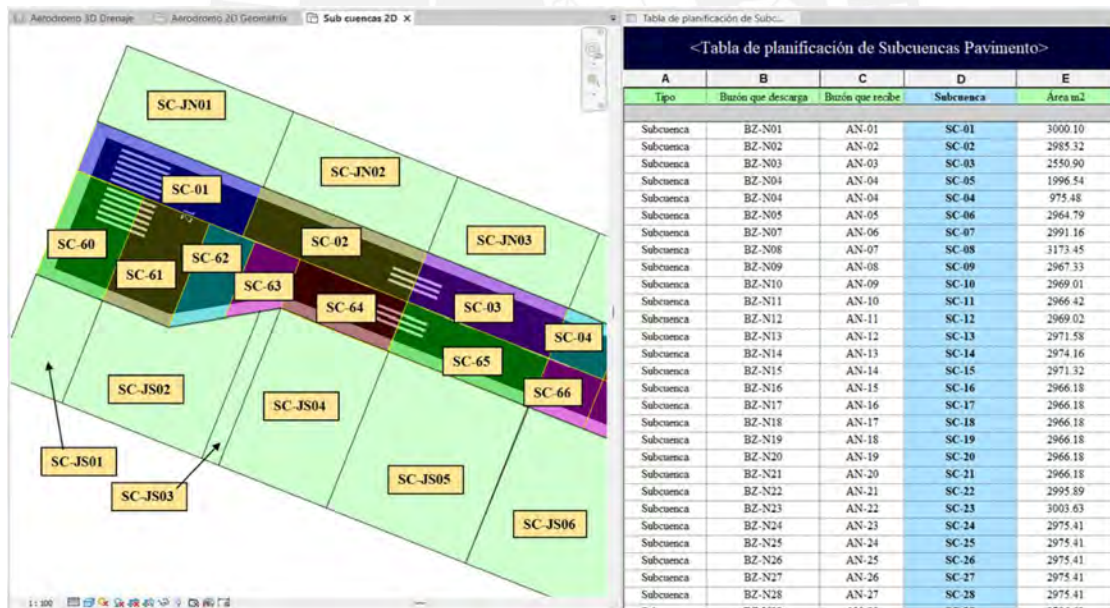 Aerodromo 3D Drenaje
Aerodromo 2D Geometría
Sub cuencas 2D
SC-JN01
SC-JN02
SC-JN03
SC-01
SC-02
SC-60
SC-62
SC-61
SC-63
SC-64
SC-03
SC-04
SC-65
SC-66
SC-JS02
SC-JS04
SC-JS01
SC-JS03
SC-JS05
SC-JS06
1 : 100
Tabla de planificación de Subc...
<Tabla de planificación de Subcuencas Pavimento>
A B C D E
Tipo Buzón que descarga Buzón que recibe Subcuenca Área m2
Subcuenca BZ-N01 AN-01 SC-01 3000.10
Subcuenca BZ-N02 AN-02 SC-02 2985.32
Subcuenca BZ-N03 AN-03 SC-03 2550.90
Subcuenca BZ-N04 AN-04 SC-05 1996.54
Subcuenca BZ-N04 AN-04 SC-04 975.48
Subcuenca BZ-N05 AN-05 SC-06 2964.79
Subcuenca BZ-N07 AN-06 SC-07 2991.16
Subcuenca BZ-N08 AN-07 SC-08 3173.45
Subcuenca BZ-N09 AN-08 SC-09 2967.33
Subcuenca BZ-N10 AN-09 SC-10 2969.01
Subcuenca BZ-N11 AN-10 SC-11 2966.42
Subcuenca BZ-N12 AN-11 SC-12 2969.02
Subcuenca BZ-N13 AN-12 SC-13 2971.58
Subcuenca BZ-N14 AN-13 SC-14 2974.16
Subcuenca BZ-N15 AN-14 SC-15 2971.32
Subcuenca BZ-N16 AN-15 SC-16 2966.18
Subcuenca BZ-N17 AN-16 SC-17 2966.18
Subcuenca BZ-N18 AN-17 SC-18 2966.18
Subcuenca BZ-N19 AN-18 SC-19 2966.18
Subcuenca BZ-N20 AN-19 SC-20 2966.18
Subcuenca BZ-N21 AN-20 SC-21 2966.18
Subcuenca BZ-N22 AN-21 SC-22 2995.89
Subcuenca BZ-N23 AN-22 SC-23 3003.63
Subcuenca BZ-N24 AN-23 SC-24 2975.41
Subcuenca BZ-N25 AN-24 SC-25 2975.41
Subcuenca BZ-N26 AN-25 SC-26 2975.41
Subcuenca BZ-N27 AN-26 SC-27 2975.41
Subcuenca BZ-N28 AN-27 SC-28 2975.41